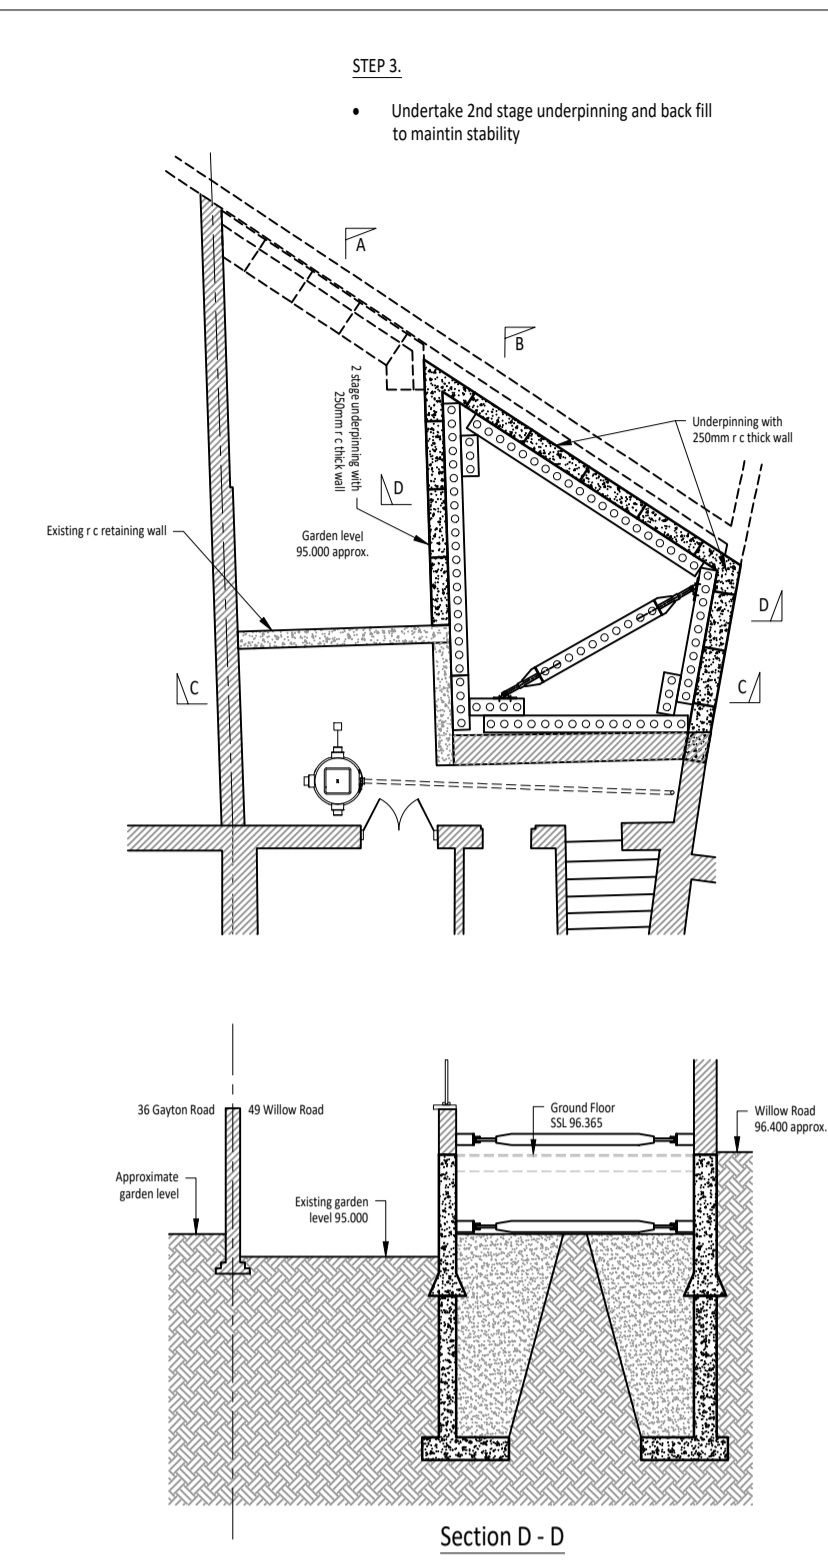 STEP 3.
• Undertake 2nd stage underpinning and back fill
to maintin stability
A
B
2 stage underpinning with
250mm r c thick wall
Underpinning with
250mm r c thick wall
D
Existing r c retaining wall
Garden level
95.000 approx.
D
C
C
36 Gayton Road
49 Willow Road
Ground Floor
SSL 96.365
Willow Road
96.400 approx.
Approximate
garden level
Existing garden
level 95.000
Section D - D